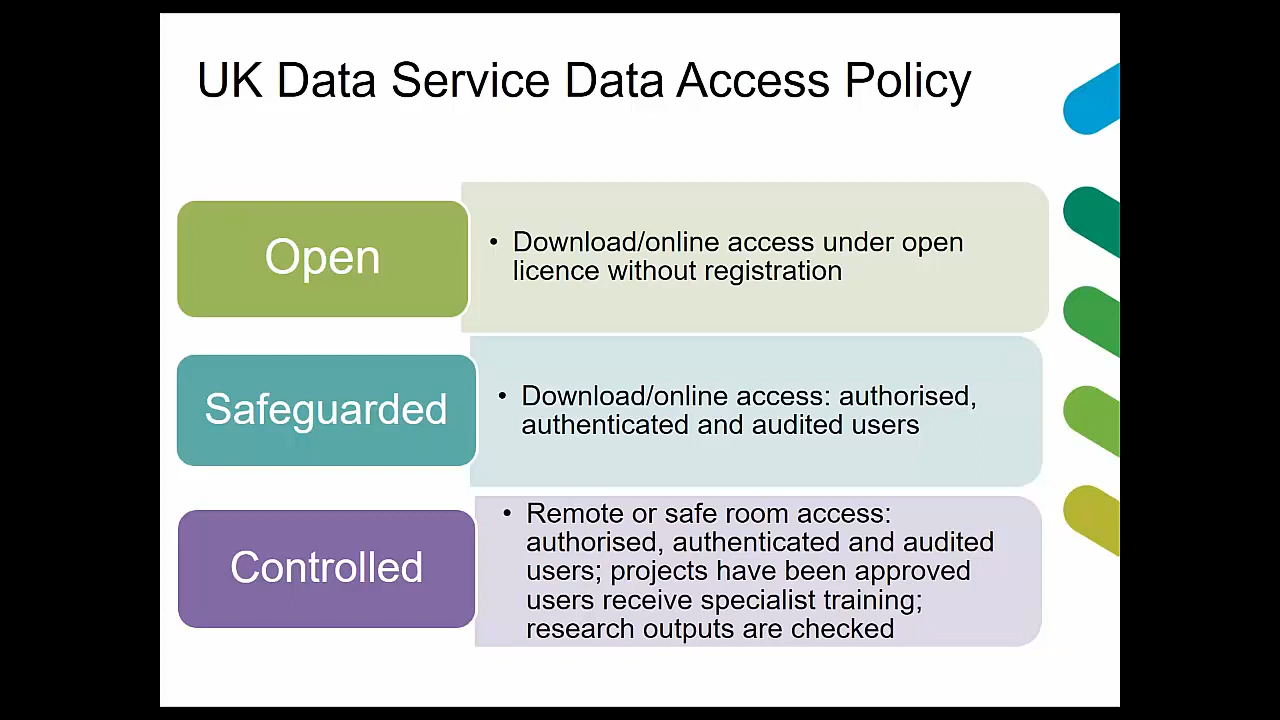 UK Data Service Data Access Policy
Open
• Download/online access under open
licence without registration
Safeguarded
• Download/online access: authorised,
authenticated and audited users
Controlled
• Remote or safe room access:
authorised, authenticated and audited
users; projects have been approved
users receive specialist training;
research outputs are checked